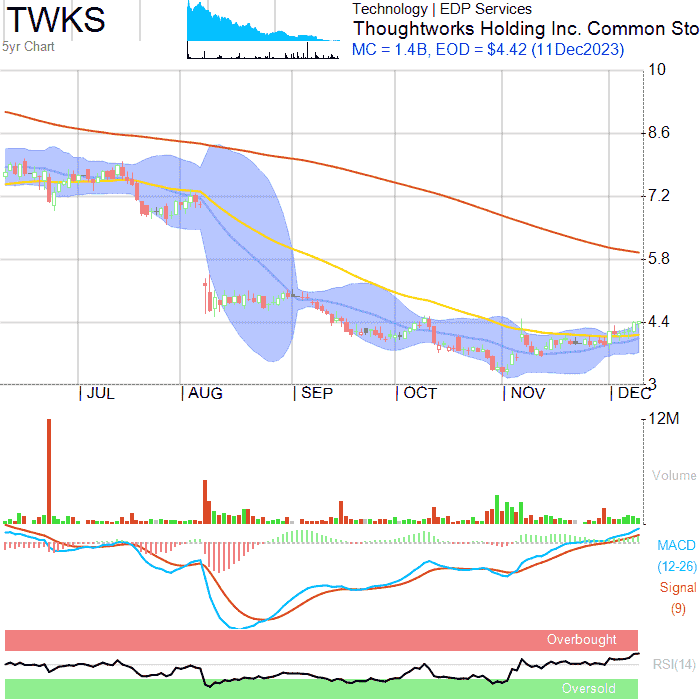 TWKS
5yr Chart
Technology | EDP Services
Thoughtworks Holding Inc. Common Sto
MC = 1.4B, EOD = $4.42 (11Dec2023)
10
8.6
7.2
5.8
4.4
3
JUL AUG SEP OCT NOV DEC
12M
Volume
MACD
(12-26)
Signal
(9)
Overbought
RSI(14)
Oversold